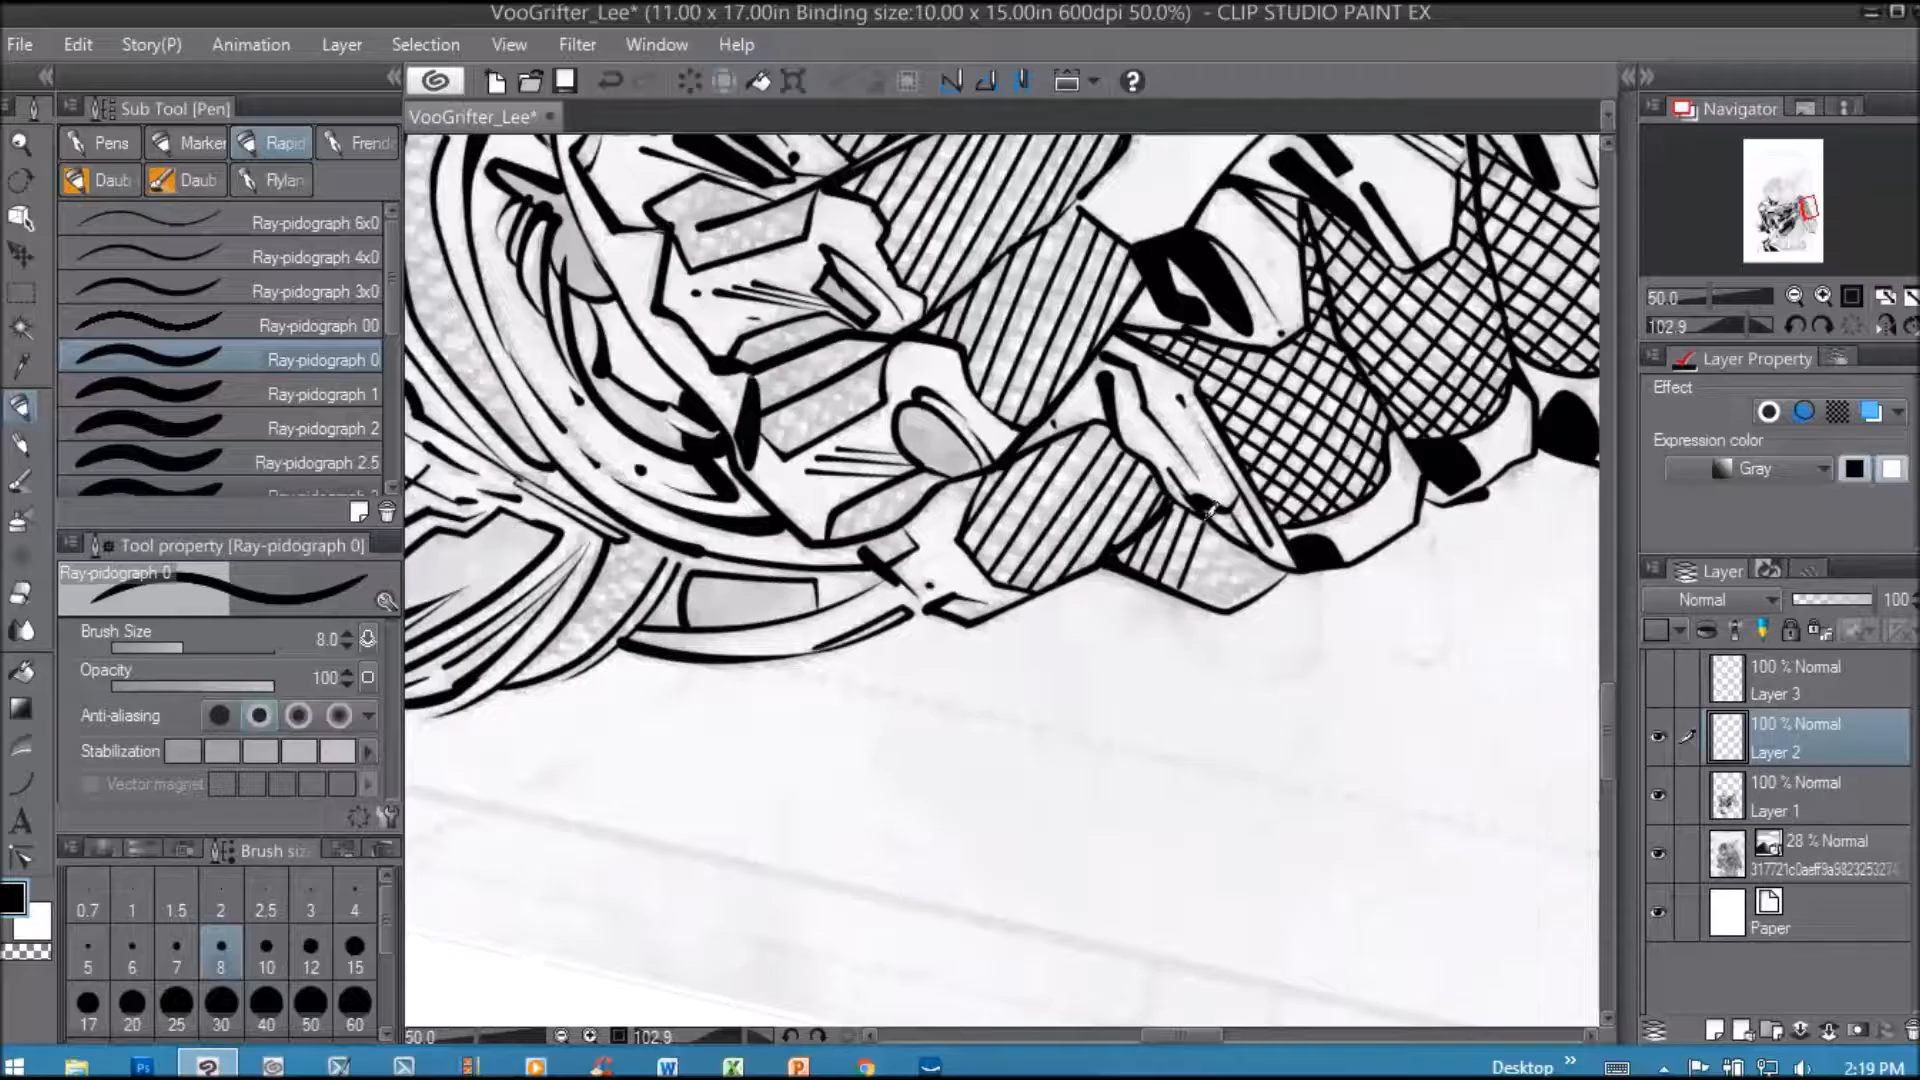 VooGrifter_Lee* (11.00 x 17.00in Binding size:10.00 x 15.00in 600dpi 50.0%) - CLIP STUDIO PAINT EX
File Edit Story(P) Animation Layer Selection View Filter Window Help
Sub Tool [Pen]
VooGrifter_Lee*
Navigator
Pens Marker Rapid Frend
Daub Daub Rylan
Ray-pidograph 6x0
Ray-pidograph 4x0
Ray-pidograph 3x0
Ray-pidograph 00
Ray-pidograph 0
Ray-pidograph 1
Ray-pidograph 2
Ray-pidograph 2.5
50.0
102.9
Layer Property
Effect
Expression color
Gray
Tool property [Ray-pidograph 0]
Ray-pidograph 0
Brush Size 8.0
Opacity 100
Anti-aliasing
Stabilization
Vector magnet
Layer
Normal 100
100 % Normal
Layer 3
100 % Normal
Layer 2
100 % Normal
Layer 1
28 % Normal
Paper
Brush siz
0.7 1 1.5 2 2.5 3 4
5 6 7 8 10 12 15
17 20 25 30 40 50 60
50.0 102.9
Desktop 2:19 PM